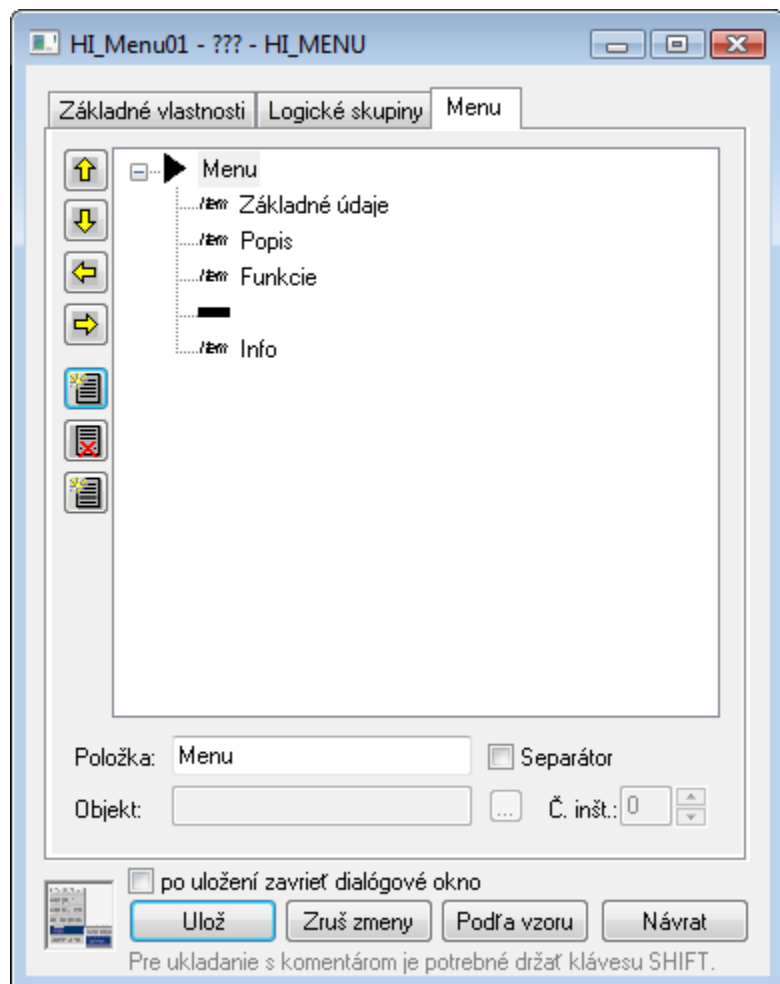 HI_Menu01 - ??? - HI_MENU
Základné vlastnosti Logické skupiny Menu
Menu
Item Základné údaje
Item Popis
Item Funkcie
Item Info
Položka: Menu Separátor
Objekt: ... Č. inšt.: 0
po uložení zavrieť dialógové okno
Ulož Zruš zmeny Podľa vzoru Návrat
Pre ukladanie s komentárom je potrebné držať klávesu SHIFT.